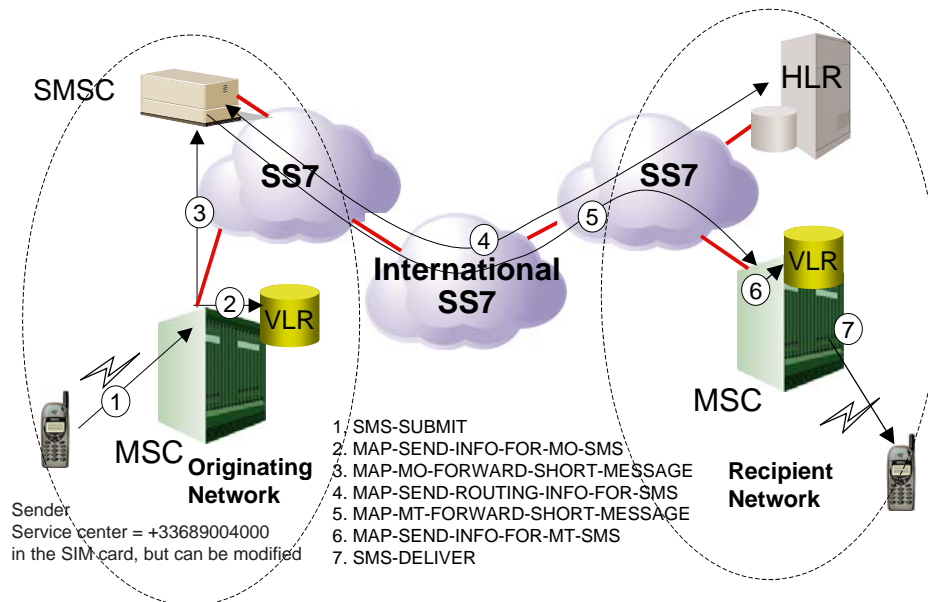 SMSC
HLR
SS7
SS7
3
4
5
International
SS7
VLR
6
2
VLR
7
1
MSC
MSC
Originating
Network
Recipient
Network
1. SMS-SUBMIT
2. MAP-SEND-INFO-FOR-MO-SMS
3. MAP-MO-FORWARD-SHORT-MESSAGE
4. MAP-SEND-ROUTING-INFO-FOR-SMS
5. MAP-MT-FORWARD-SHORT-MESSAGE
6. MAP-SEND-INFO-FOR-MT-SMS
7. SMS-DELIVER
Sender
Service center = +33689004000
in the SIM card, but can be modified